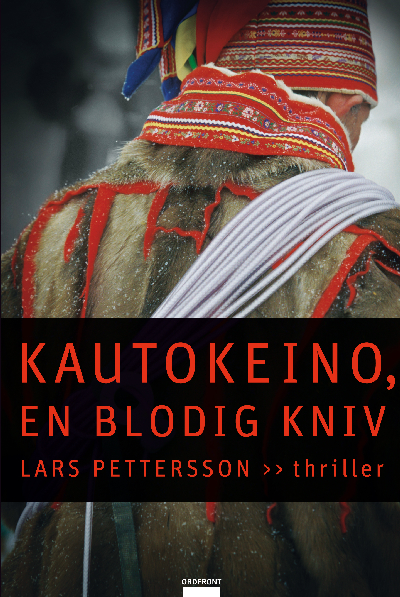 KAUTOKEINO,
EN BLODIG KNIV
LARS PETTERSSON >> thriller
ORDFRONT